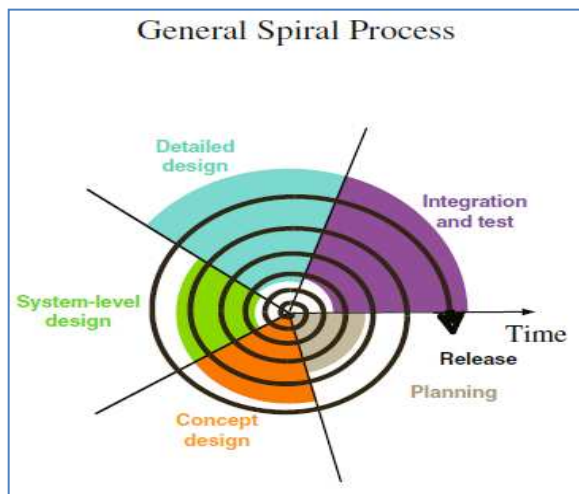 General Spiral Process
Detailed
design
Integration
and test
System-level
design
Time
Release
Planning
Concept
design